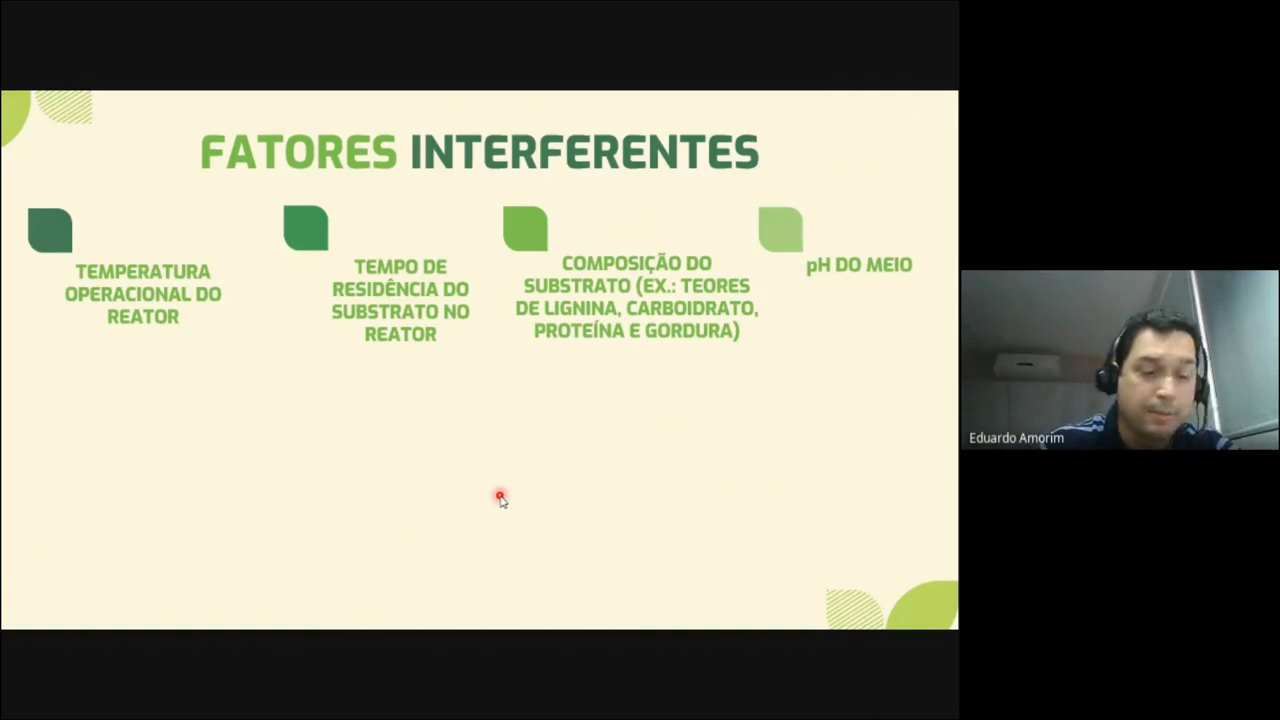 FATORES INTERFERENTES
TEMPERATURA
OPERACIONAL DO
REATOR
TEMPO DE
RESIDÊNCIA DO
SUBSTRATO NO
REATOR
COMPOSIÇÃO DO
SUBSTRATO (EX.: TEORES
DE LIGNINA, CARBOIDRATO,
PROTEÍNA E GORDURA)
pH DO MEIO
Eduardo Amorim